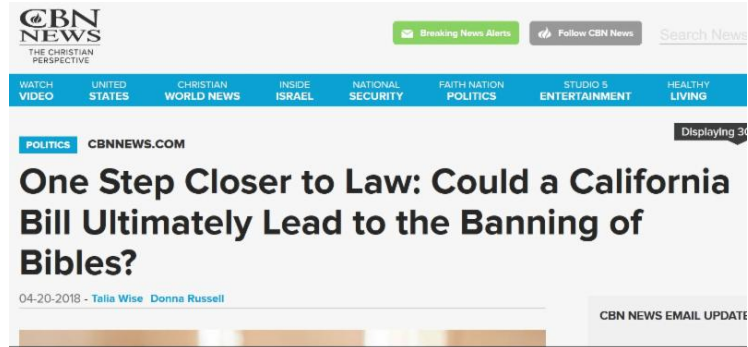 CBN
NEWS
THE CHRISTIAN
PERSPECTIVE
Breaking News Alerts
Follow CBN News
Search News
WATCH VIDEO
UNITED STATES
CHRISTIAN WORLD NEWS
INSIDE ISRAEL
NATIONAL SECURITY
FAITH NATION POLITICS
STUDIO 5 ENTERTAINMENT
HEALTHY LIVING
Displaying 30
POLITICS CBNNEWS.COM
One Step Closer to Law: Could a California
Bill Ultimately Lead to the Banning of
Bibles?
04-20-2018 - Talia Wise Donna Russell
CBN NEWS EMAIL UPDATE